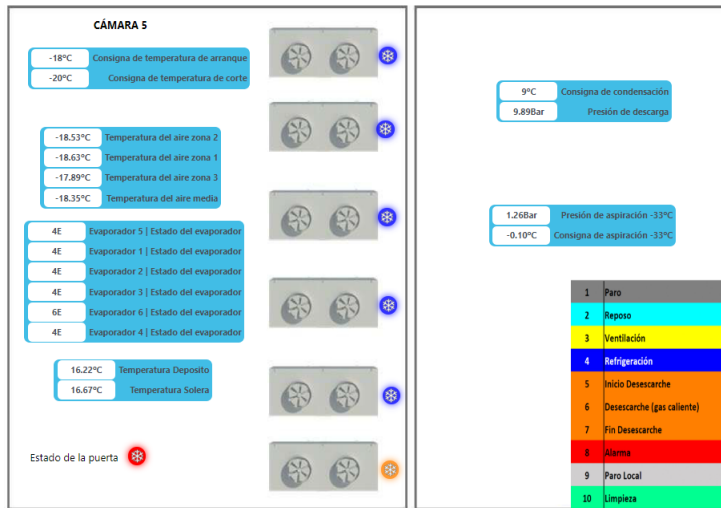 CÁMARA 5
-18ºC Consigna de temperatura de arranque
-20ºC Consigna de temperatura de corte
-18.53ºC Temperatura del aire zona 2
-18.63ºC Temperatura del aire zona 1
-17.89ºC Temperatura del aire zona 3
-18.35ºC Temperatura del aire media
4E Evaporador 5 | Estado del evaporador
4E Evaporador 1 | Estado del evaporador
4E Evaporador 2 | Estado del evaporador
4E Evaporador 3 | Estado del evaporador
6E Evaporador 6 | Estado del evaporador
4E Evaporador 4 | Estado del evaporador
16.22ºC Temperatura Deposito
16.67ºC Temperatura Solera
Estado de la puerta
9ºC Consigna de condensación
9.89Bar Presión de descarga
1.26Bar Presión de aspiración -33ºC
-0.10ºC Consigna de aspiración -33ºC
1 Paro
2 Reposo
3 Ventilación
4 Refrigeración
5 Inicio Desescarche
6 Desescarche (gas caliente)
7 Fin Desescarche
8 Alarma
9 Paro Local
10 Limpieza